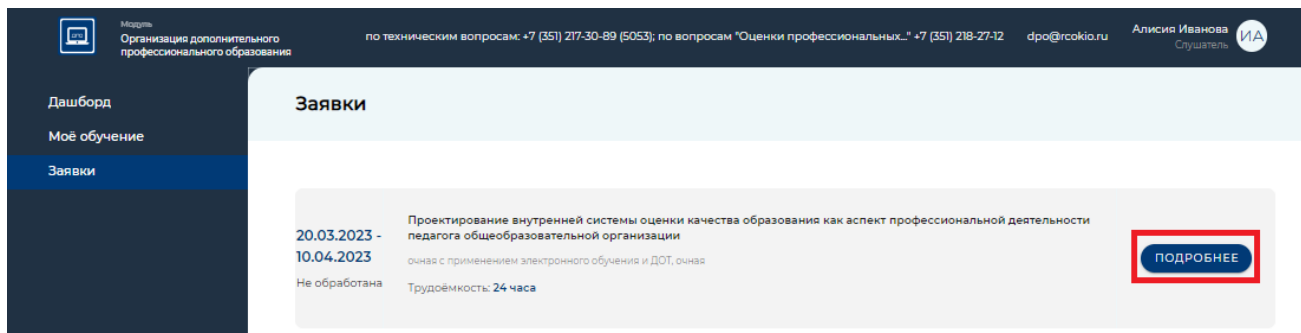 ДПО
Модуль
Организация дополнительного
профессионального образования
по техническим вопросам: +7 (351) 217-30-89 (5053); по вопросам "Оценки профессиональных..." +7 (351) 218-27-12
dpo@rcokio.ru
Алисия Иванова
Слушатель
ИА
Дашборд
Моё обучение
Заявки
Заявки
20.03.2023 -
10.04.2023
Не обработана
Проектирование внутренней системы оценки качества образования как аспект профессиональной деятельности
педагога общеобразовательной организации
очная с применением электронного обучения и ДОТ, очная
Трудоёмкость: 24 часа
ПОДРОБНЕЕ